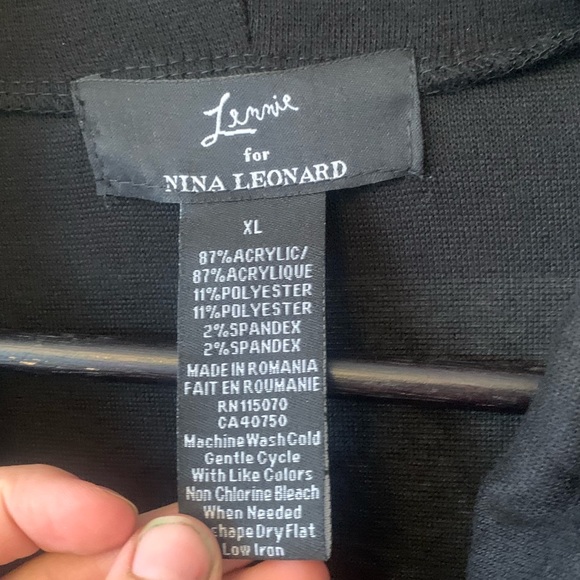 Lennie
for
NINA LEONARD
XL
87%ACRYLIC/
87%ACRYLIQUE
11%POLYESTER
11%POLYESTER
2%SPANDEX
2%SPANDEX
MADE IN ROMANIA
FAIT EN ROUMANIE
RN115070
CA40750
Machine Wash Cold
Gentle Cycle
With Like Colors
Non Chlorine Bleach
When Needed
Dry Flat
Low Iron